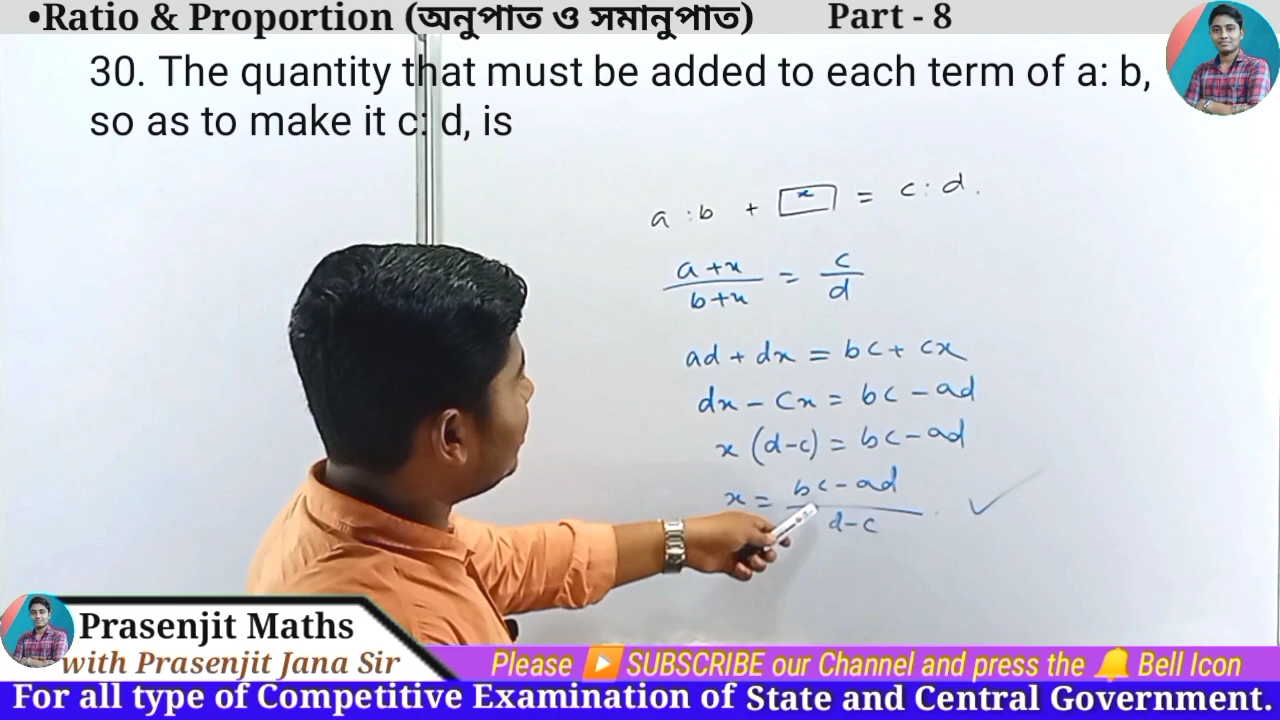 •Ratio & Proportion (অনুপাত ও সমানুপাত) Part - 8
30. The quantity that must be added to each term of a: b,
so as to make it c: d, is
a : b + x = c : d.
a + x / b + x = c / d
ad + dx = bc + cx
dx - cx = bc - ad
x (d-c) = bc - ad
x = bc - ad / d - c
Prasenjit Maths
with Prasenjit Jana Sir
Please ▶️ SUBSCRIBE our Channel and press the 🔔 Bell Icon
For all type of Competitive Examination of State and Central Government.